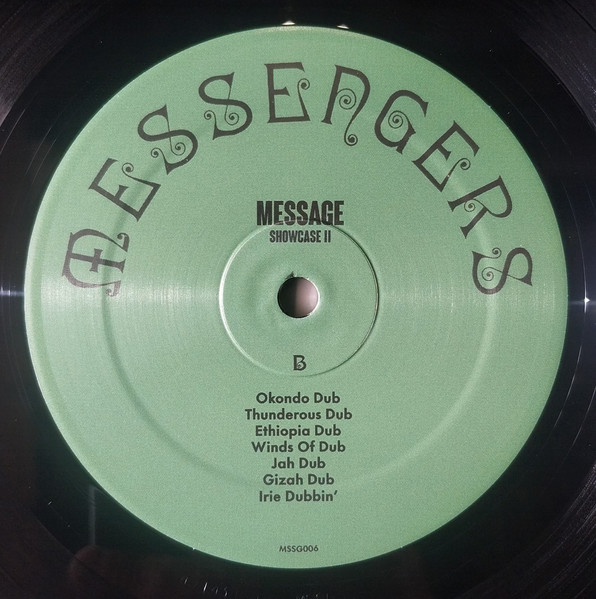 MESSENGERS
MESSAGE
SHOWCASE II
B
Okondo Dub
Thunderous Dub
Ethiopia Dub
Winds Of Dub
Jah Dub
Gizah Dub
Irie Dubbin'
MSSG006